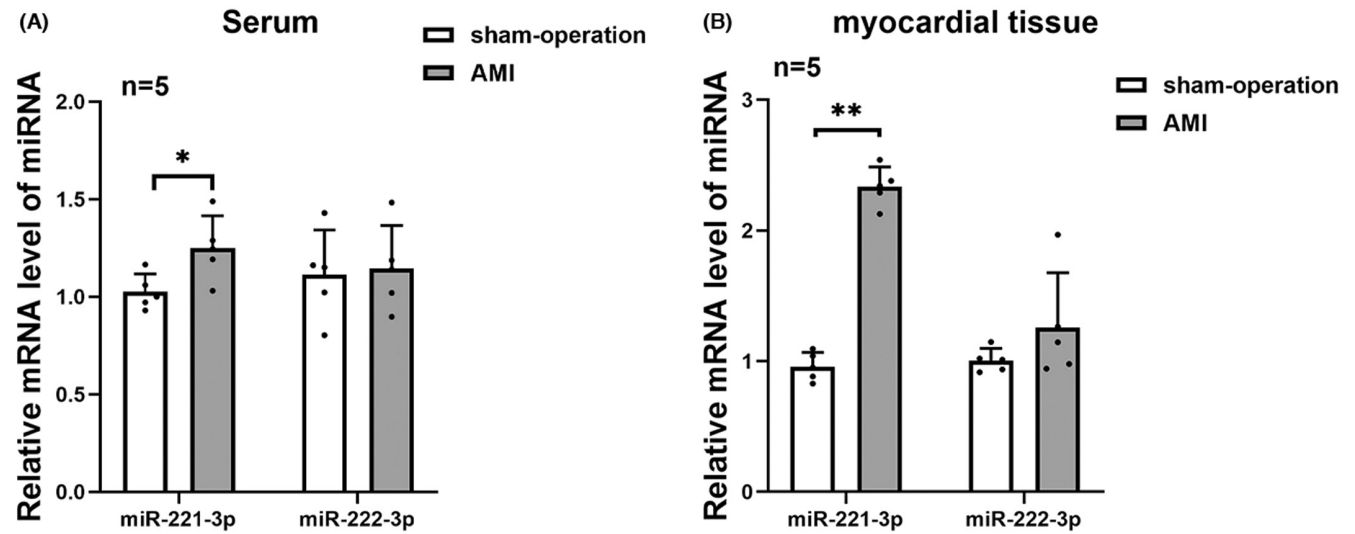 (A)
Serum
sham-operation
AMI
n=5
Relative mRNA level of miRNA
2.0
1.5
1.0
0.5
0.0
*
miR-221-3p
miR-222-3p
(B)
myocardial tissue
sham-operation
AMI
n=5
Relative mRNA level of miRNA
3
2
1
0
**
miR-221-3p
miR-222-3p